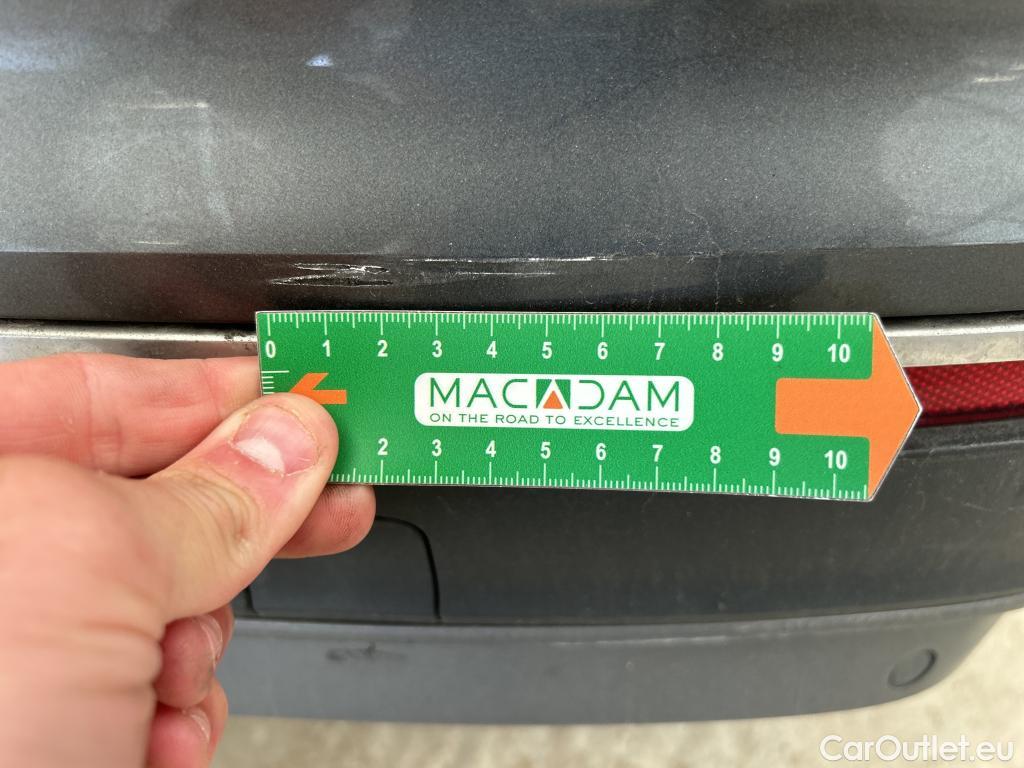 0 1 2 3 4 5 6 7 8 9 10
MACADAM
ON THE ROAD TO EXCELLENCE
2 3 4 5 6 7 8 9 10
CarOutlet.eu